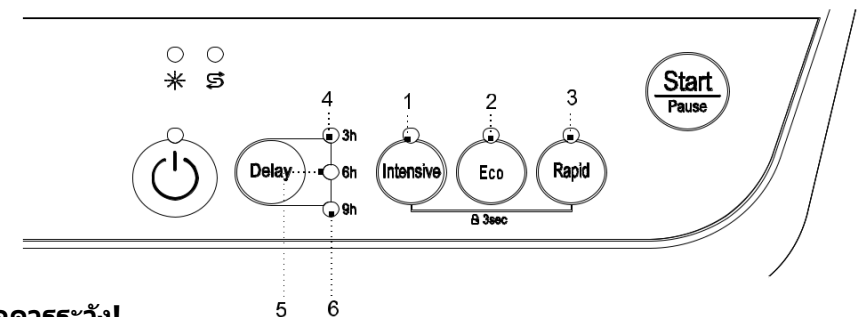 4 1 2 3
Start
Pause
3h
Delay 6h Intensive Eco Rapid
9h
3sec
5 6